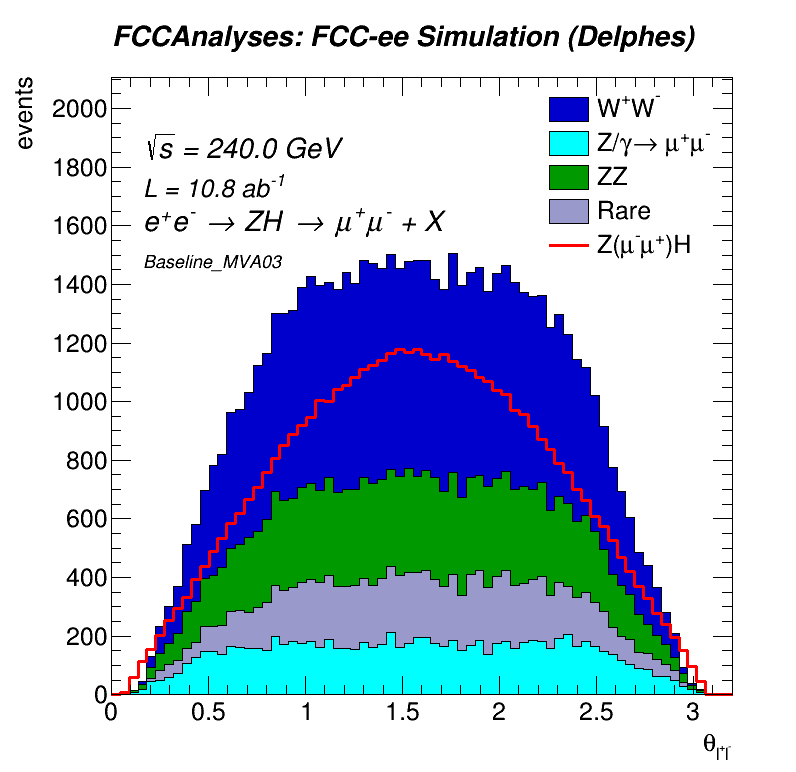 FCCAnalyses: FCC-ee Simulation (Delphes)
events
√s = 240.0 GeV
L = 10.8 ab⁻¹
e⁺e⁻ → ZH → μ⁺μ⁻ + X
Baseline_MVA03
W⁺W⁻
Z/γ→ μ⁺μ⁻
ZZ
Rare
Z(μ⁻μ⁺)H
2000
1800
1600
1400
1200
1000
800
600
400
200
0
0 0.5 1 1.5 2 2.5 3
θ_l⁺l⁻